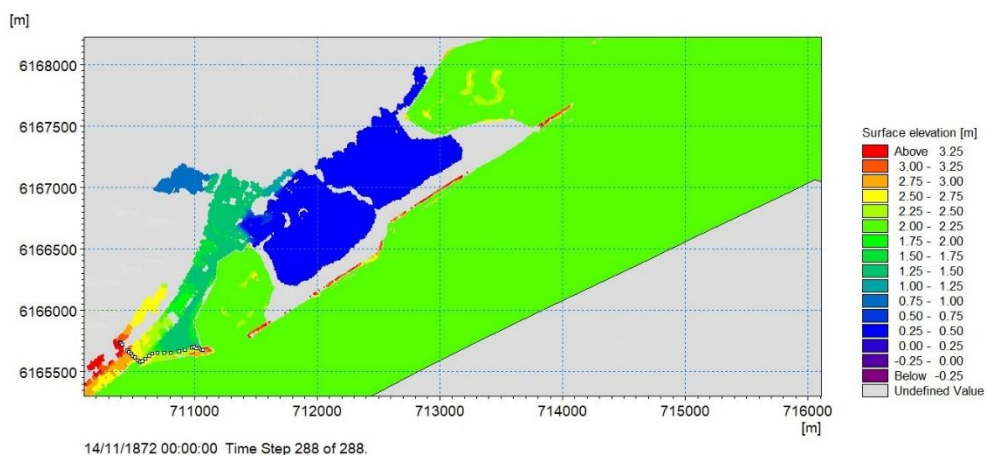 [m]
6168000
6167500
6167000
6166500
6166000
6165500
711000 712000 713000 714000 715000 716000
[m]
14/11/1872 00:00:00 Time Step 288 of 288.
Surface elevation [m]
Above 3.25
3.00 - 3.25
2.75 - 3.00
2.50 - 2.75
2.25 - 2.50
2.00 - 2.25
1.75 - 2.00
1.50 - 1.75
1.25 - 1.50
1.00 - 1.25
0.75 - 1.00
0.50 - 0.75
0.25 - 0.50
0.00 - 0.25
-0.25 - 0.00
Below -0.25
Undefined Value